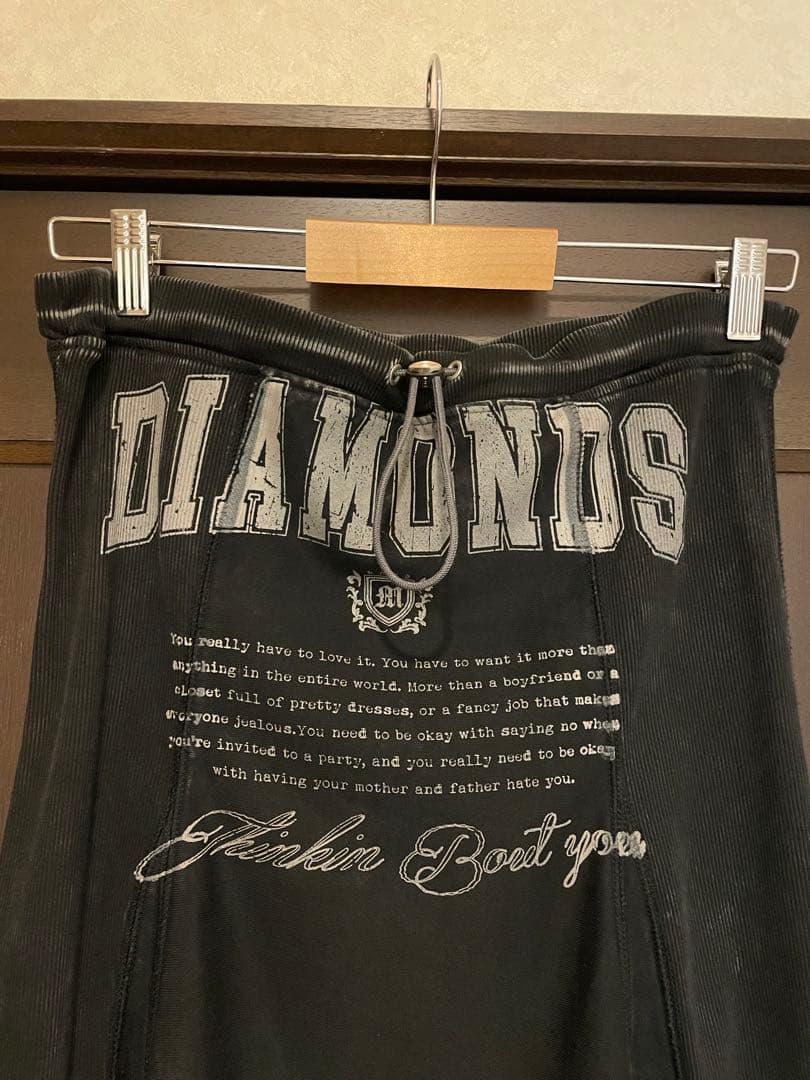 DIAMONDS
M
You really have to love it. You have to want it more than
anything in the entire world. More than a boyfriend or a
closet full of pretty dresses, or a fancy job that makes
everyone jealous.You need to be okay with saying no when
you're invited to a party, and you really need to be okay
with having your mother and father hate you.
Thinkin Bout you